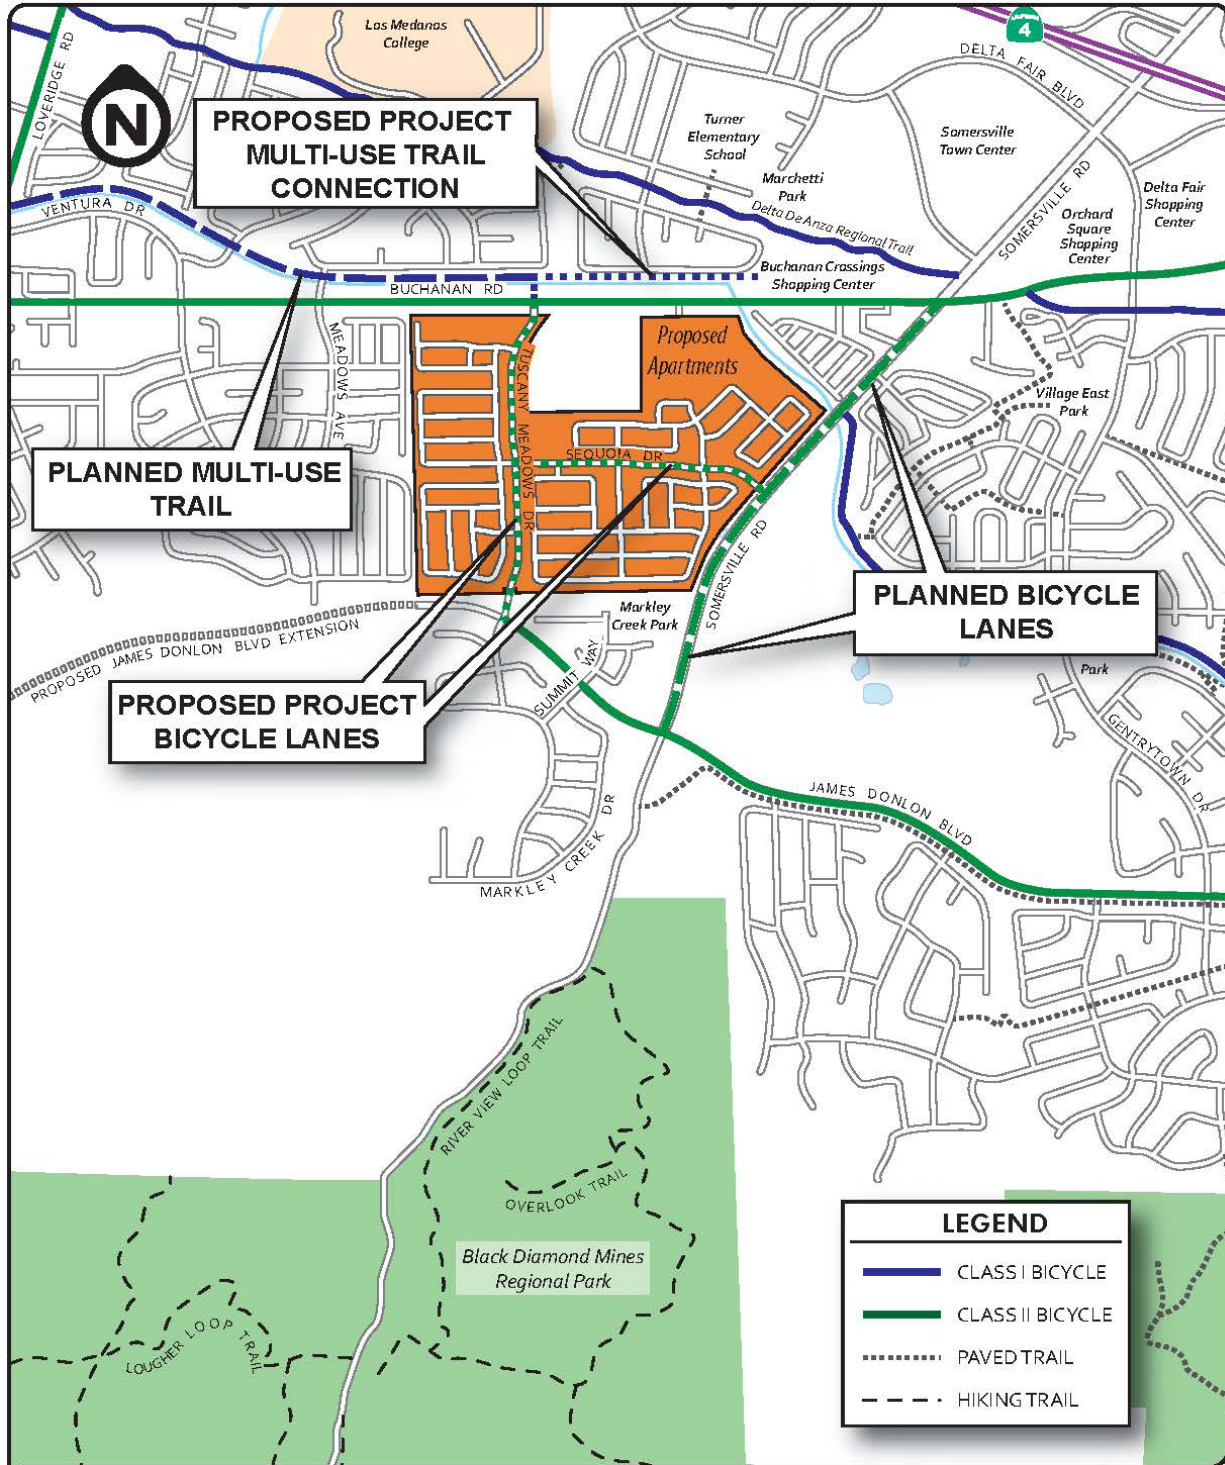 Los Medanos
College
CALIFORNIA
4
LOVERIDGE RD
DELTA FAIR BLVD
N
PROPOSED PROJECT
MULTI-USE TRAIL
CONNECTION
Turner
Elementary
School
Somersville
Town Center
Marchetti
Park
SOMERSVILLE RD
Delta Fair
Shopping
Center
VENTURA DR
Delta De Anza Regional Trail
Orchard
Square
Shopping
Center
Buchanan Crossings
Shopping Center
BUCHANAN RD
MEADOWS AVE
TUSCANY MEADOWS DR
Proposed
Apartments
Village East
Park
SEQUOIA DR
PLANNED MULTI-USE
TRAIL
SOMERSVILLE RD
PLANNED BICYCLE
LANES
Markley
Creek Park
PROPOSED JAMES DONLON BLVD EXTENSION
SUMMIT WAY
Park
PROPOSED PROJECT
BICYCLE LANES
GENTRYTOWN DR
JAMES DONLON BLVD
MARKLEY CREEK DR
RIVER VIEW LOOP TRAIL
OVERLOOK TRAIL
Black Diamond Mines
Regional Park
LOUGHER LOOP TRAIL
LEGEND
CLASS I BICYCLE
CLASS II BICYCLE
PAVED TRAIL
HIKING TRAIL